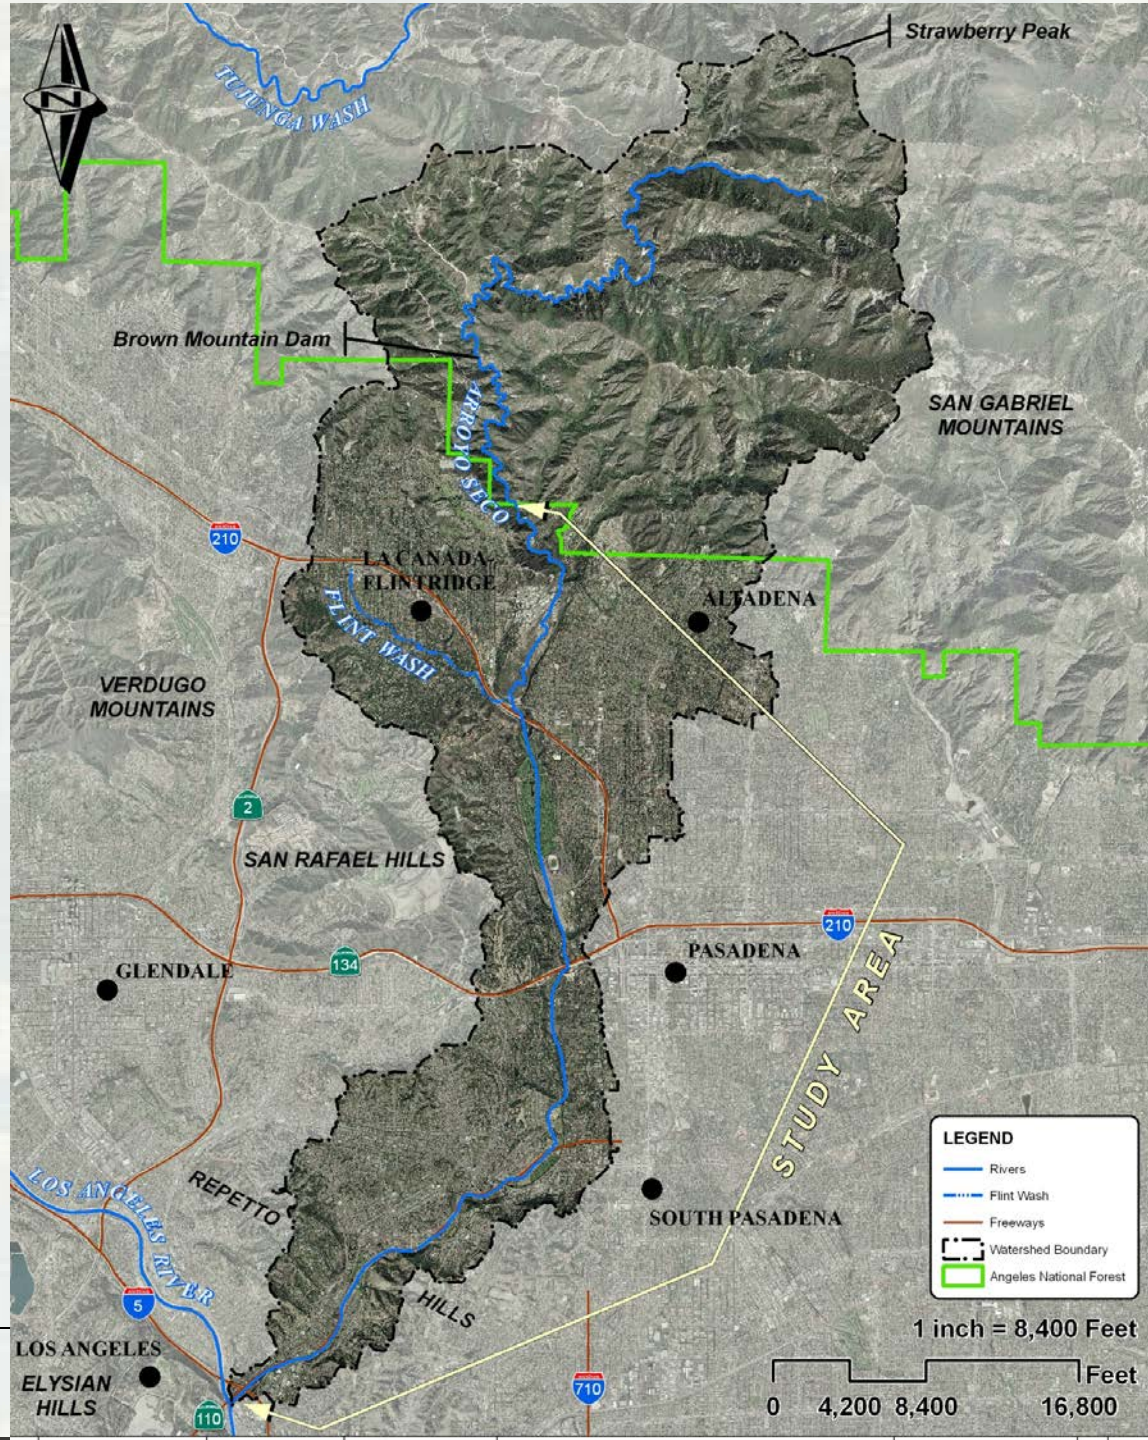 Strawberry Peak
N
TUJUNGA WASH
Brown Mountain Dam
ARROYO SECO
SAN GABRIEL
MOUNTAINS
210
LA CANADA-
FLINTRIDGE
ALTADENA
FLINT WASH
VERDUGO
MOUNTAINS
2
SAN RAFAEL HILLS
210
PASADENA
GLENDALE
134
STUDY AREA
LOS ANGELES RIVER
REPETTO
HILLS
SOUTH PASADENA
5
LOS ANGELES
ELYSIAN
HILLS
110
710
LEGEND
Rivers
Flint Wash
Freeways
Watershed Boundary
Angeles National Forest
1 inch = 8,400 Feet
Feet
0 4,200 8,400 16,800